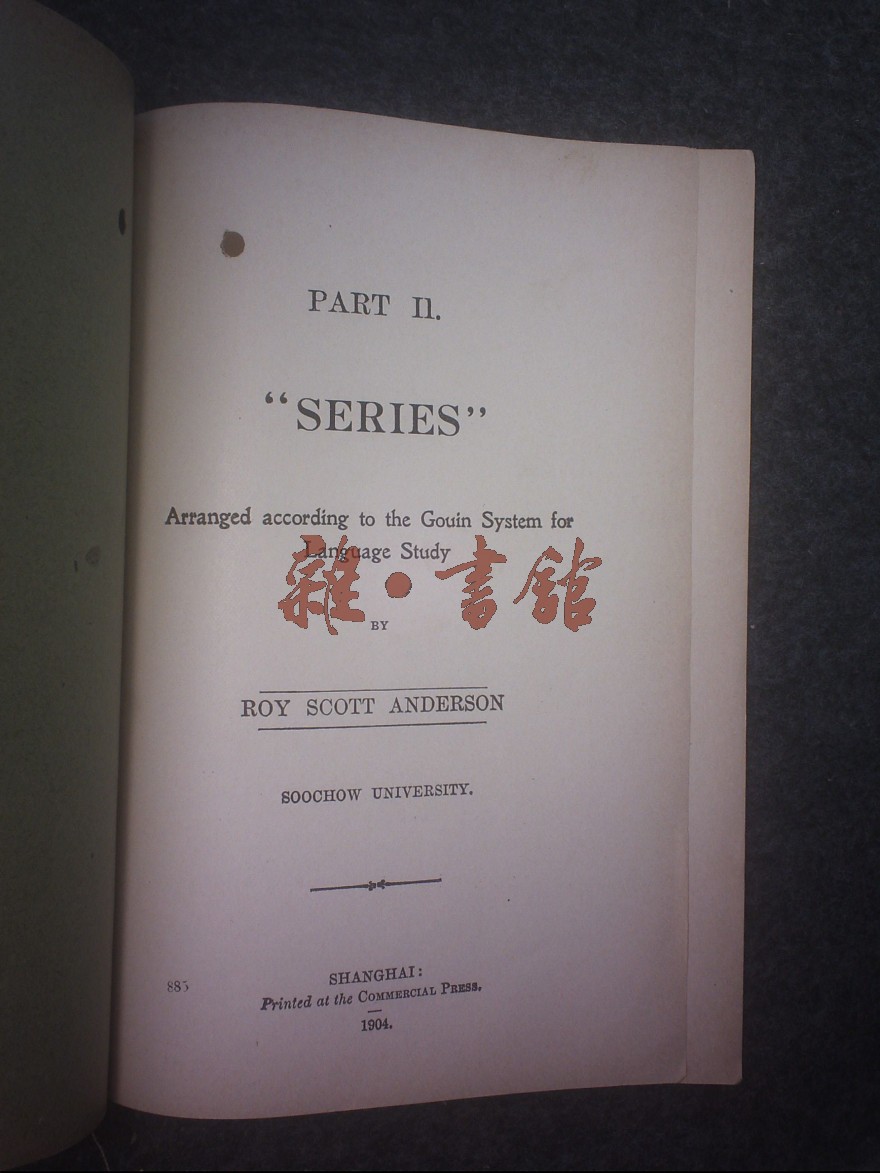 PART II.
“SERIES”
Arranged according to the Gouin System for
Language Study
雜•書館
BY
ROY SCOTT ANDERSON
SOOCHOW UNIVERSITY.
885
SHANGHAI:
Printed at the COMMERCIAL PRESS.
1904.